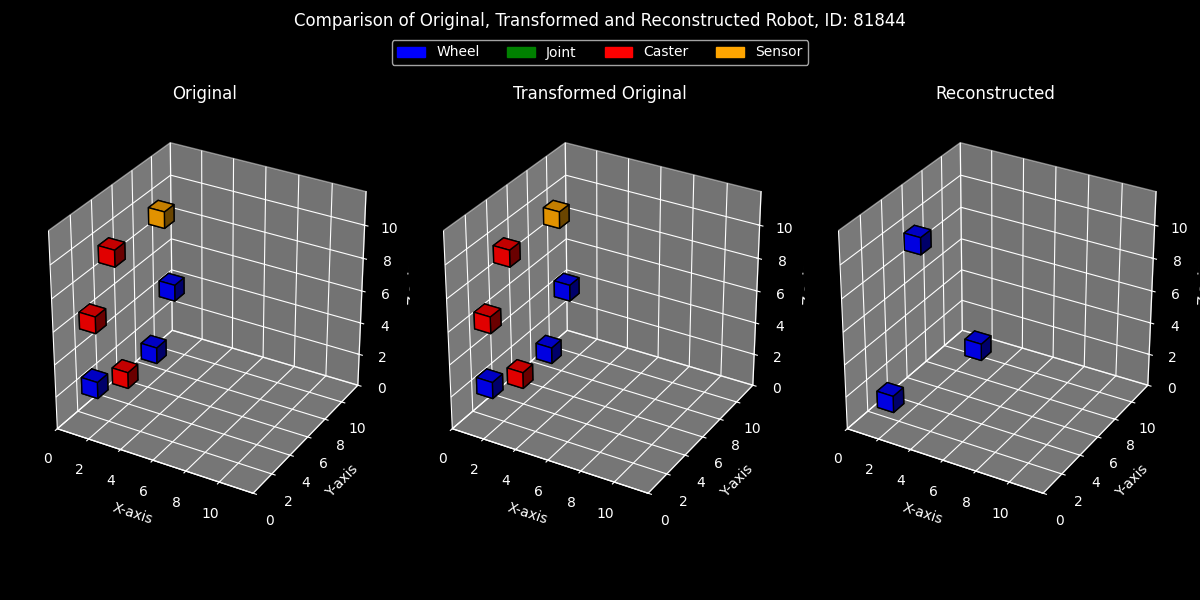 Comparison of Original, Transformed and Reconstructed Robot, ID: 81844
Wheel Joint Caster Sensor
Original Transformed Original Reconstructed
10 10 10
8 8 8
6 6 6
4 4 4
2 2 2
0 0 0
10 10 10
8 8 8
6 6 6
4 4 4
2 2 2
0 0 0
0 2 4 6 8 10 0 2 4 6 8 10 0 2 4 6 8 10
X-axis Y-axis X-axis Y-axis X-axis Y-axis